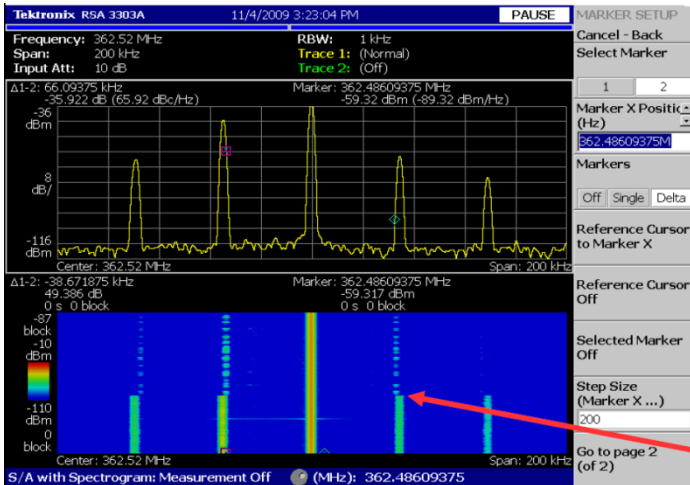 Tektronix RSA 3303A 11/4/2009 3:23:04 PM PAUSE
Frequency: 362.52 MHz RBW: 1 kHz
Span: 200 kHz Trace 1: (Normal)
Input Att: 10 dB Trace 2: (Off)
Δ1-2: 66.09375 kHz Marker: 362.48609375 MHz
-35.922 dB (65.92 dBc/Hz) -59.32 dBm (-89.32 dBm/Hz)
-36
dBm
8
dB/
-116
dBm
Center: 362.52 MHz Span: 200 kHz
Δ1-2: -38.671875 kHz Marker: 362.48609375 MHz
49.386 dB -59.317 dBm
0 s 0 block 0 s 0 block
-87
block
-10
dBm
-110
dBm
0
block
Center: 362.52 MHz Span: 200 kHz
S/A with Spectrogram: Measurement Off (MHz): 362.48609375
MARKER SETUP
Cancel - Back
Select Marker
1 2
Marker X Positic
(Hz)
362.48609375M
Markers
Off Single Delta
Reference Cursor
to Marker X
Reference Cursor
Off
Selected Marker
Off
Step Size
(Marker X ...)
200
Go to page 2
(of 2)